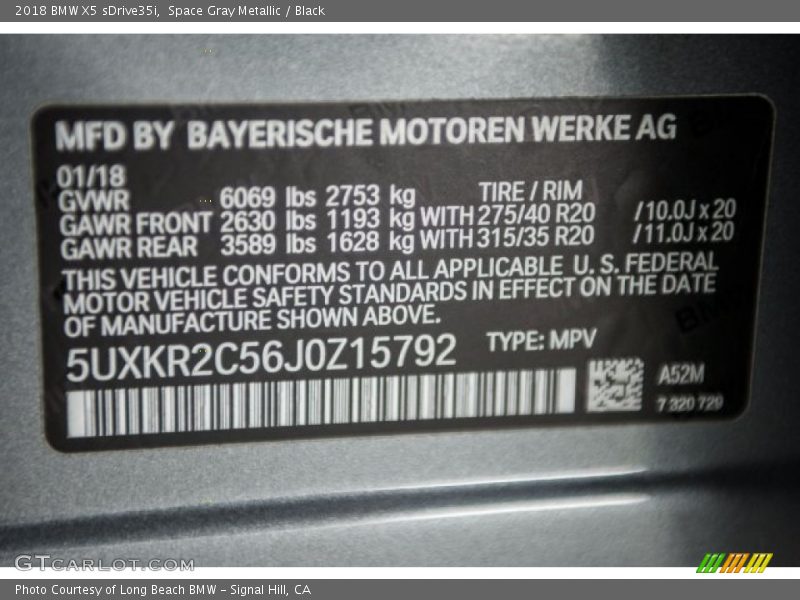 2018 BMW X5 sDrive35i, Space Gray Metallic / Black
MFD BY BAYERISCHE MOTOREN WERKE AG
01/18
GVWR 6069 lbs 2753 kg TIRE / RIM
GAWR FRONT 2630 lbs 1193 kg WITH 275/40 R20 /10.0J x 20
GAWR REAR 3589 lbs 1628 kg WITH 315/35 R20 /11.0J x 20
THIS VEHICLE CONFORMS TO ALL APPLICABLE U. S. FEDERAL
MOTOR VEHICLE SAFETY STANDARDS IN EFFECT ON THE DATE
OF MANUFACTURE SHOWN ABOVE.
5UXKR2C56J0Z15792 TYPE: MPV
A52M
7 320 729
GTCARLOT.COM
Photo Courtesy of Long Beach BMW – Signal Hill, CA